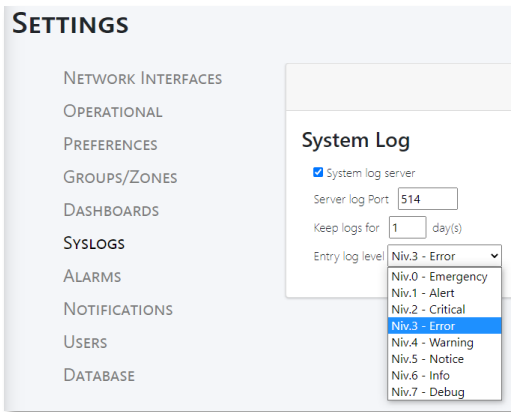 Settings
Network Interfaces
Operational
Preferences
Groups/Zones
Dashboards
Syslogs
Alarms
Notifications
Users
Database
System Log
System log server
Server log Port 514
Keep logs for 1 day(s)
Entry log level Niv.3 - Error
Niv.0 - Emergency
Niv.1 - Alert
Niv.2 - Critical
Niv.3 - Error
Niv.4 - Warning
Niv.5 - Notice
Niv.6 - Info
Niv.7 - Debug